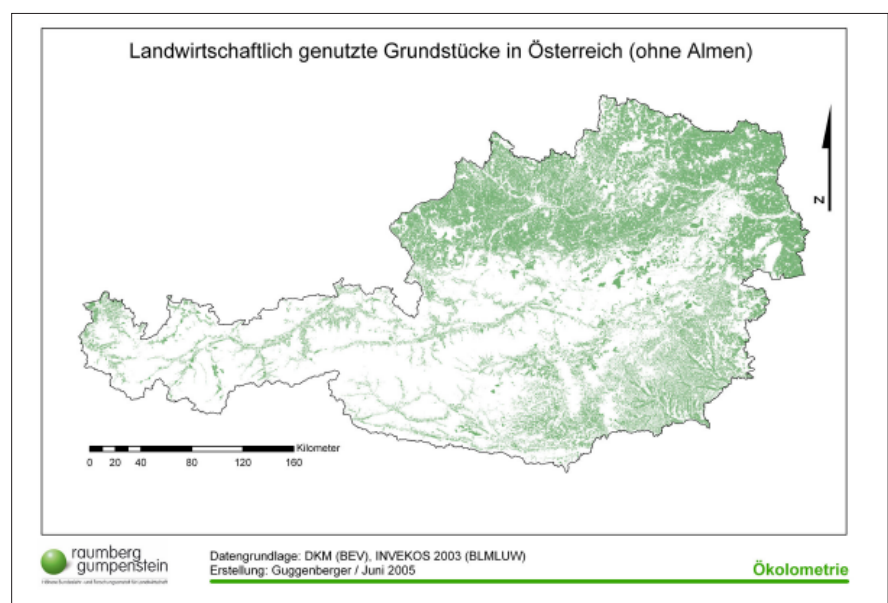 Landwirtschaftlich genutzte Grundstücke in Österreich (ohne Almen)
N
Kilometer
0 10 20 40 80 120 160
raumberg
gumpenstein
Datengrundlage: DKM (BEV), INVEKOS 2003 (BLMLUW)
Erstellung: Guggenberger / Juni 2005
Ökolometrie